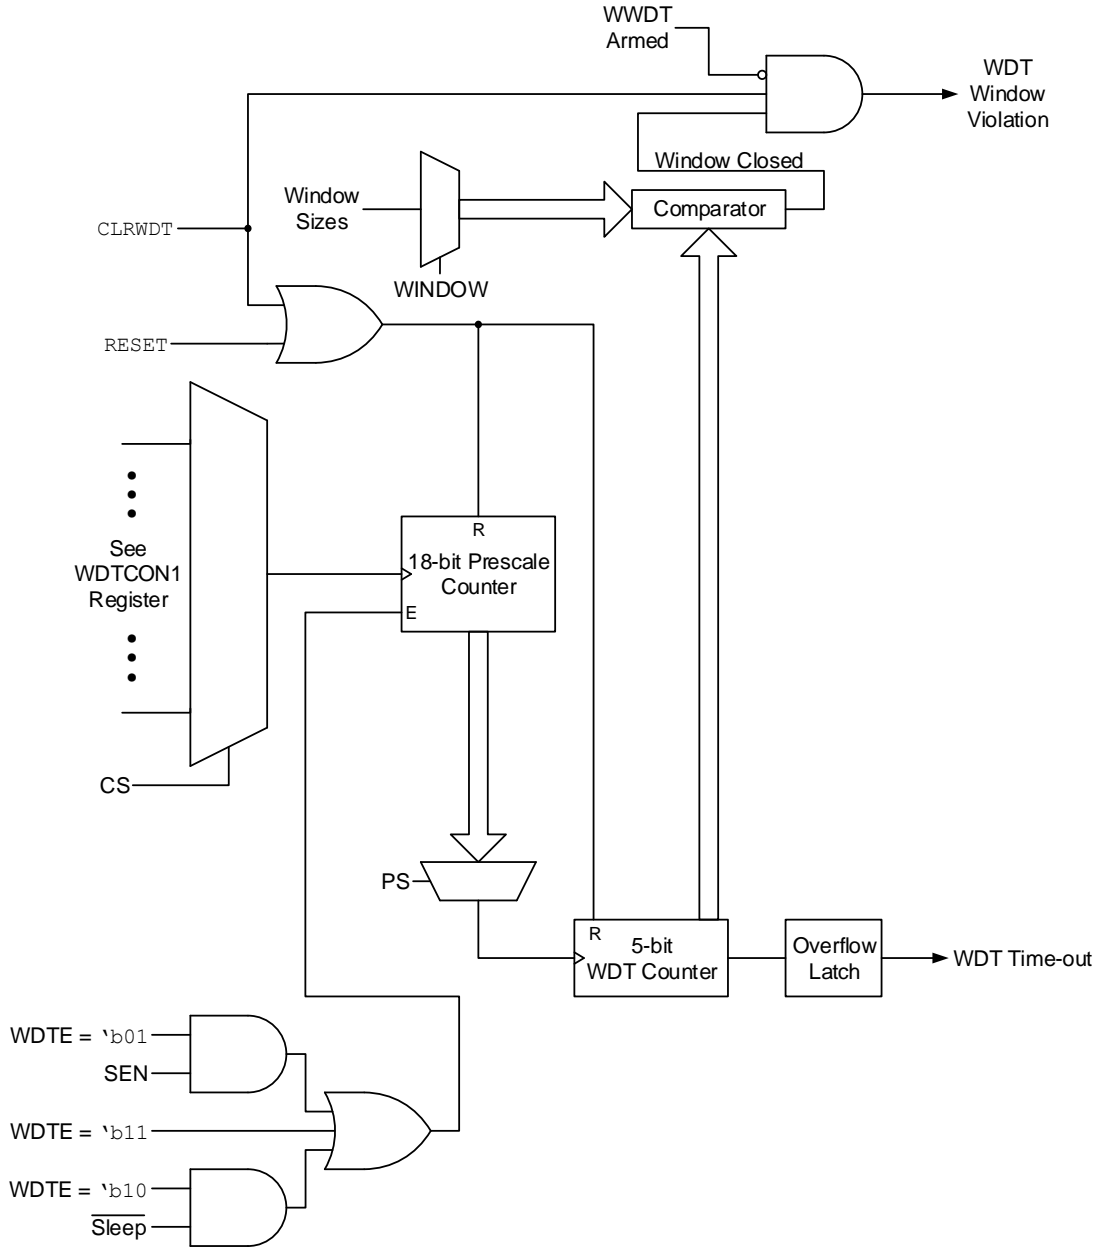 WWDT
Armed
WDT
Window
Violation
Window Closed
Window
Sizes
Comparator
CLRWDT
WINDOW
RESET
R
18-bit Prescale
Counter
See
WDTCON1
Register
E
CS
PS
R
5-bit
WDT Counter
Overflow
Latch
WDT Time-out
WDTE = ‘b01
SEN
WDTE = ‘b11
WDTE = ‘b10
Sleep